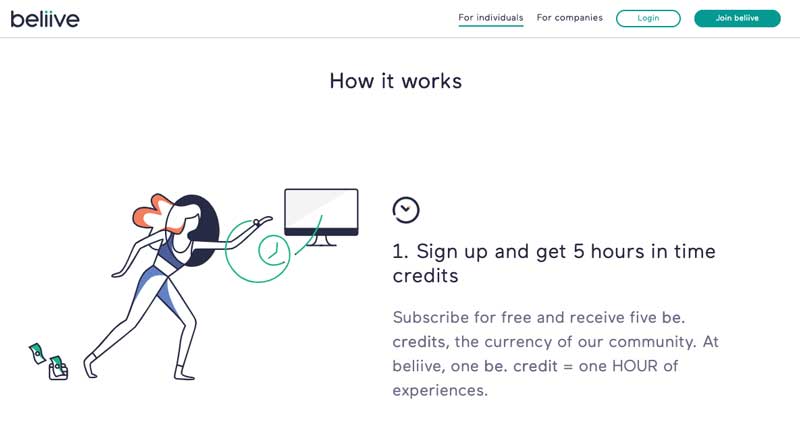 beliive
For individuals
For companies
Login
Join beliive
How it works
1. Sign up and get 5 hours in time
credits
Subscribe for free and receive five be.
credits, the currency of our community. At
beliive, one be. credit = one HOUR of
experiences.